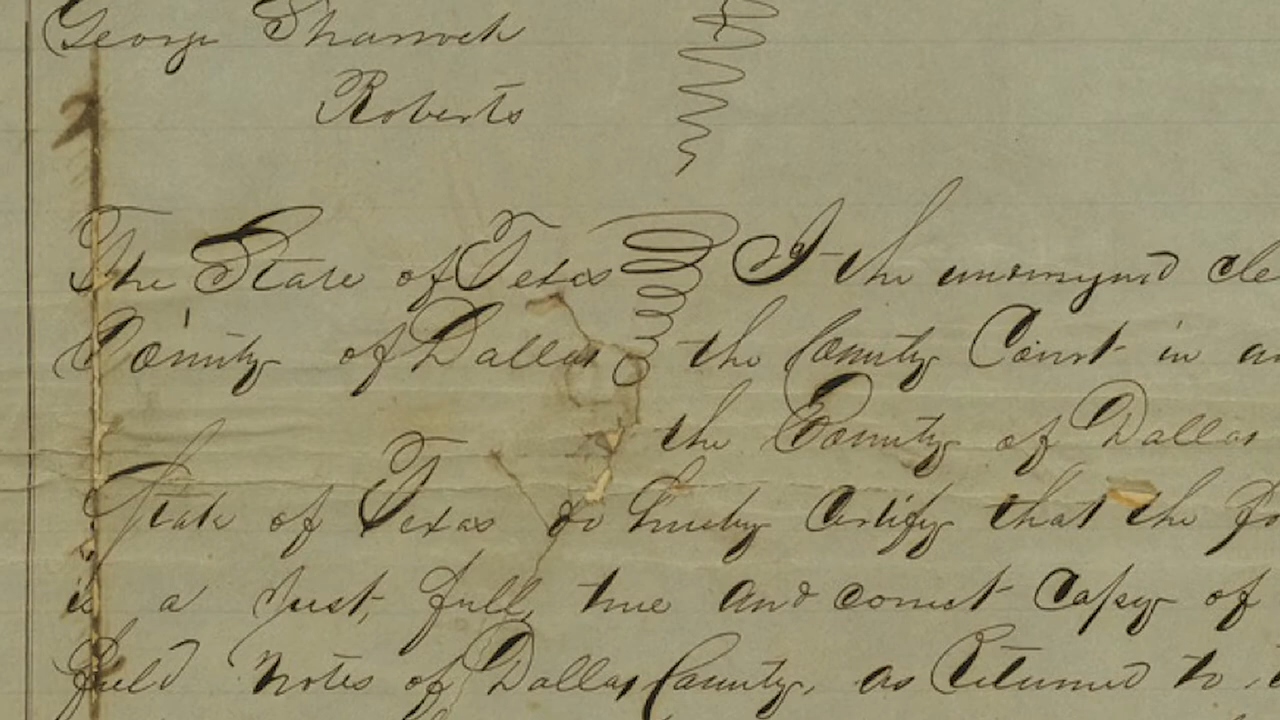 George Shamrock
Roberts
The State of Texas I the undersigned cle
County of Dallas the County Court in an
the County of Dallas
State of Texas do hereby Certify that the fo
is a just, full, true and correct Copy of
field Notes of Dallas County, as Returned to t